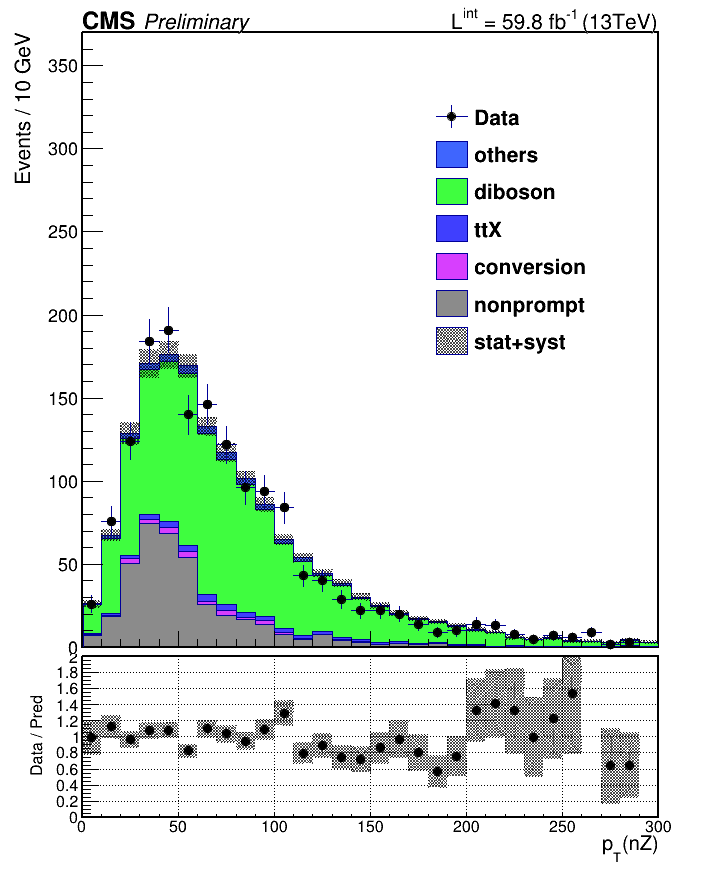 CMS Preliminary L^int = 59.8 fb^-1 (13TeV)
Events / 10 GeV
350
300
250
200
150
100
50
0
Data
others
diboson
ttX
conversion
nonprompt
stat+syst
Data / Pred
2
1.8
1.6
1.4
1.2
1
0.8
0.6
0.4
0.2
0
0 50 100 150 200 250 300
p_T(nZ)